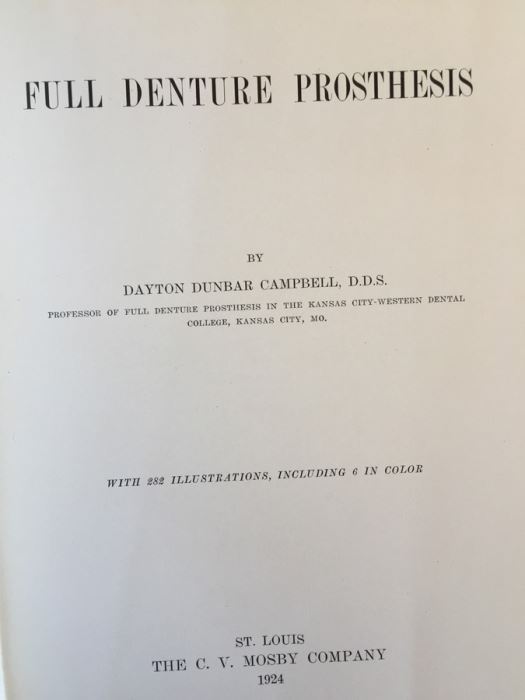 FULL DENTURE PROSTHESIS
BY
DAYTON DUNBAR CAMPBELL, D.D.S.
PROFESSOR OF FULL DENTURE PROSTHESIS IN THE KANSAS CITY-WESTERN DENTAL
COLLEGE, KANSAS CITY, MO.
WITH 282 ILLUSTRATIONS, INCLUDING 6 IN COLOR
ST. LOUIS
THE C. V. MOSBY COMPANY
1924